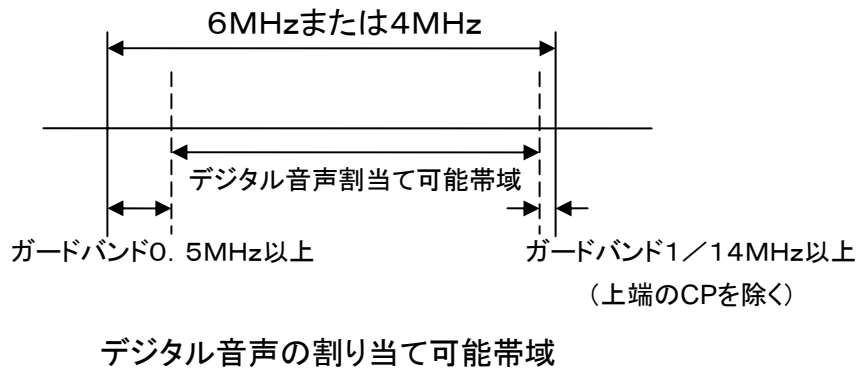 6MHzまたは4MHz
デジタル音声割当て可能帯域
ガードバンド0.5MHz以上
ガードバンド1/14MHz以上
（上端のCPを除く）
デジタル音声の割り当て可能帯域